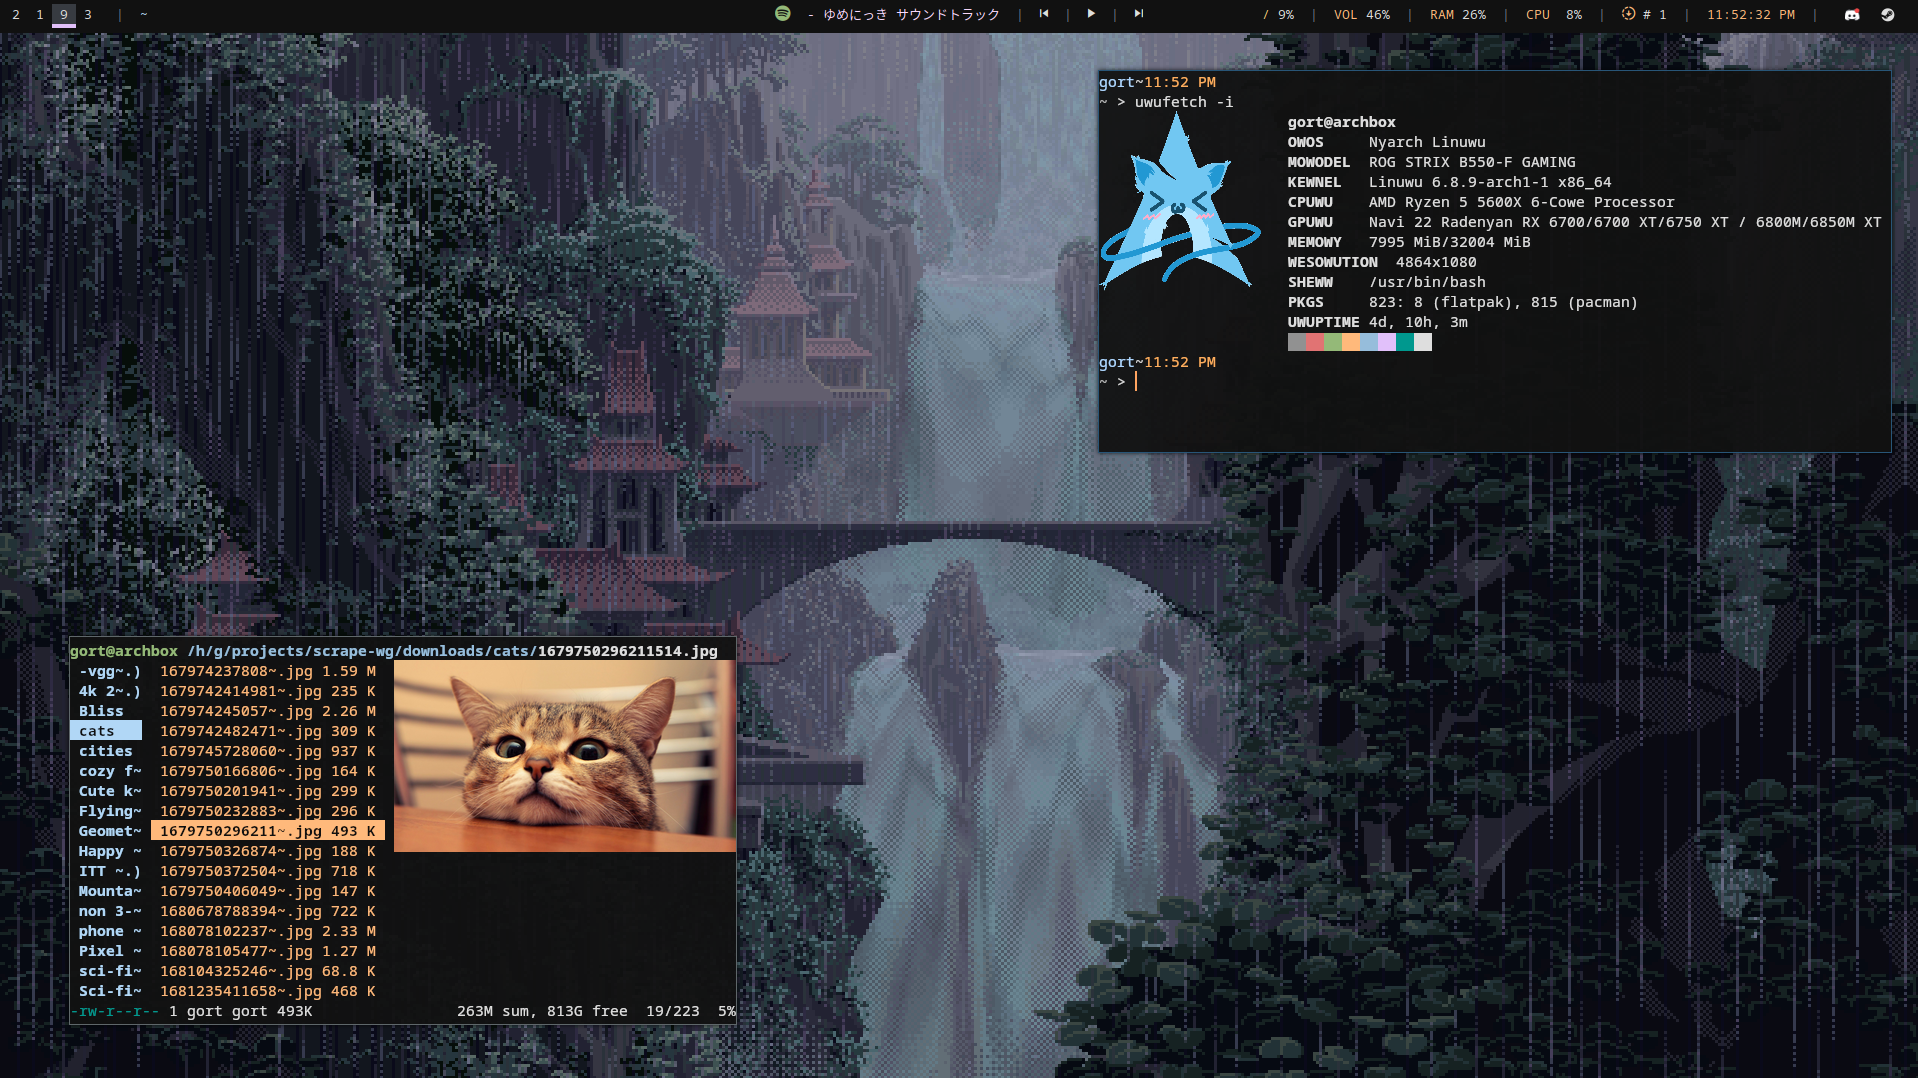 2 1 9 3 | ~
- ゆめにっき サウンドトラック | | |
/ 9% | VOL 46% | RAM 26% | CPU 8% | # 1 | 11:52:32 PM |
gort~11:52 PM
~ > uwufetch -i
gort@archbox
OWOS Nyarch Linuwu
MOWODEL ROG STRIX B550-F GAMING
KEWNEL Linuwu 6.8.9-arch1-1 x86_64
CPUWU AMD Ryzen 5 5600X 6-Cowe Processor
GPUWU Navi 22 Radenyan RX 6700/6700 XT/6750 XT / 6800M/6850M XT
MEMOWY 7995 MiB/32004 MiB
WESOWUTION 4864x1080
SHEWW /usr/bin/bash
PKGS 823: 8 (flatpak), 815 (pacman)
UWUPTIME 4d, 10h, 3m
gort~11:52 PM
~ >
gort@archbox /h/g/projects/scrape-wg/downloads/cats/1679750296211514.jpg
-vgg~.) 167974237808~.jpg 1.59 M
4k 2~.) 1679742414981~.jpg 235 K
Bliss 167974245057~.jpg 2.26 M
cats 1679742482471~.jpg 309 K
cities 1679745728060~.jpg 937 K
cozy f~ 1679750166806~.jpg 164 K
Cute k~ 1679750201941~.jpg 299 K
Flying~ 1679750232883~.jpg 296 K
Geomet~ 1679750296211~.jpg 493 K
Happy ~ 1679750326874~.jpg 188 K
ITT ~.) 1679750372504~.jpg 718 K
Mounta~ 1679750406049~.jpg 147 K
non 3-~ 1680678788394~.jpg 722 K
phone ~ 168078102237~.jpg 2.33 M
Pixel ~ 168078105477~.jpg 1.27 M
sci-fi~ 168104325246~.jpg 68.8 K
Sci-fi~ 1681235411658~.jpg 468 K
-rw-r--r-- 1 gort gort 493K 263M sum, 813G free 19/223 5%